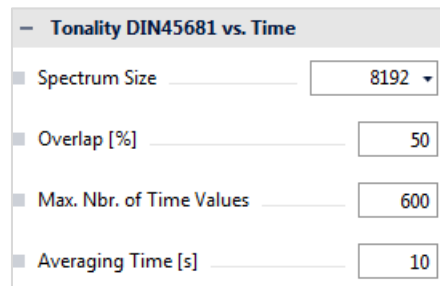 – Tonality DIN45681 vs. Time
Spectrum Size 8192
Overlap [%] 50
Max. Nbr. of Time Values 600
Averaging Time [s] 10